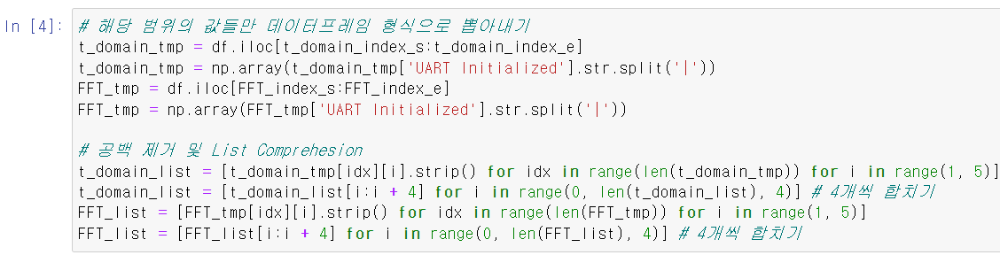 In [4]:
# 해당 범위의 값들만 데이터프레임 형식으로 뽑아내기
t_domain_tmp = df.iloc[t_domain_index_s:t_domain_index_e]
t_domain_tmp = np.array(t_domain_tmp['UART Initialized'].str.split('|'))
FFT_tmp = df.iloc[FFT_index_s:FFT_index_e]
FFT_tmp = np.array(FFT_tmp['UART Initialized'].str.split('|'))
# 공백 제거 및 List Comprehesion
t_domain_list = [t_domain_tmp[idx][i].strip() for idx in range(len(t_domain_tmp)) for i in range(1, 5)]
t_domain_list = [t_domain_list[i:i + 4] for i in range(0, len(t_domain_list), 4)] # 4개씩 합치기
FFT_list = [FFT_tmp[idx][i].strip() for idx in range(len(FFT_tmp)) for i in range(1, 5)]
FFT_list = [FFT_list[i:i + 4] for i in range(0, len(FFT_list), 4)] # 4개씩 합치기